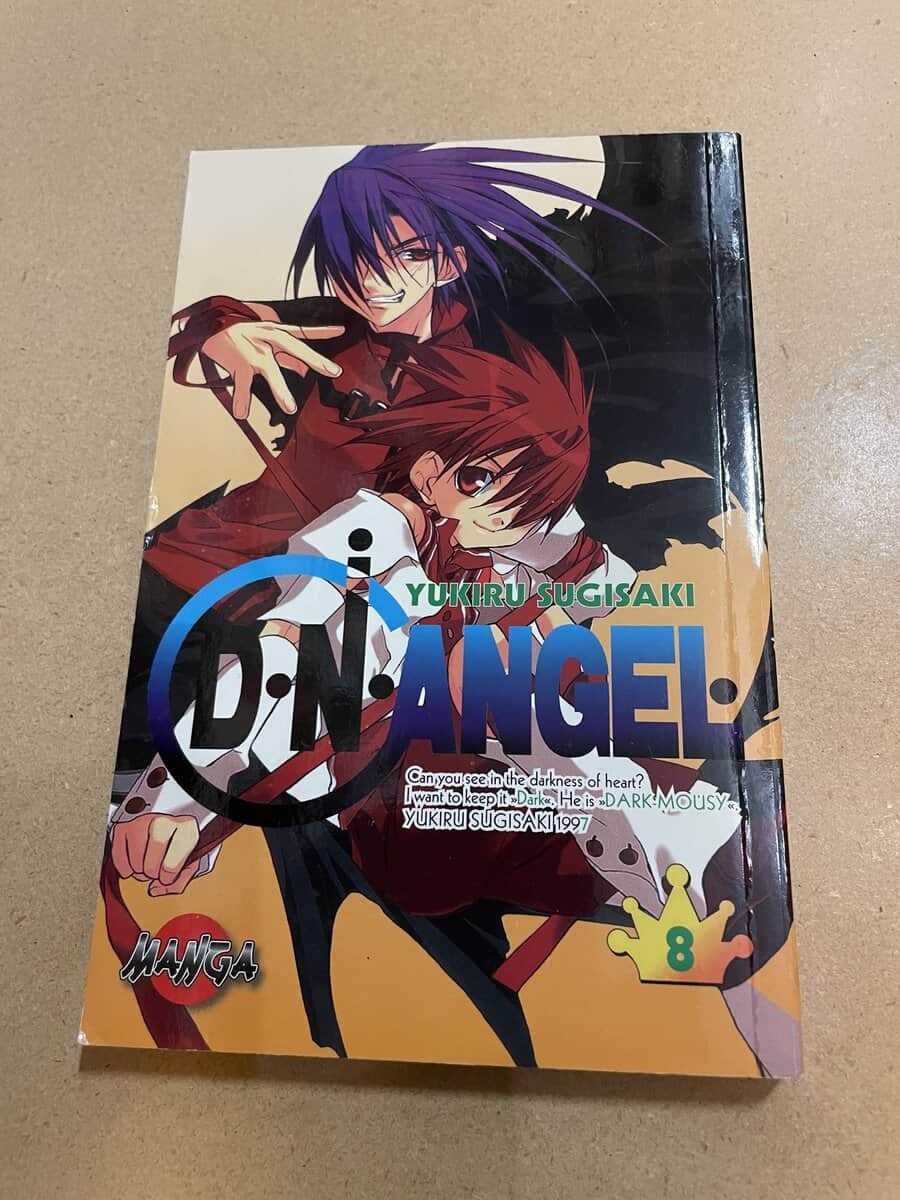 YUKIRU SUGISAKI
D·N·ANGEL·
Can you see in the darkness of heart?
I want to keep it »Dark«. He is »DARK·MOUSY«.
YUKIRU SUGISAKI 1997
MANGA
8